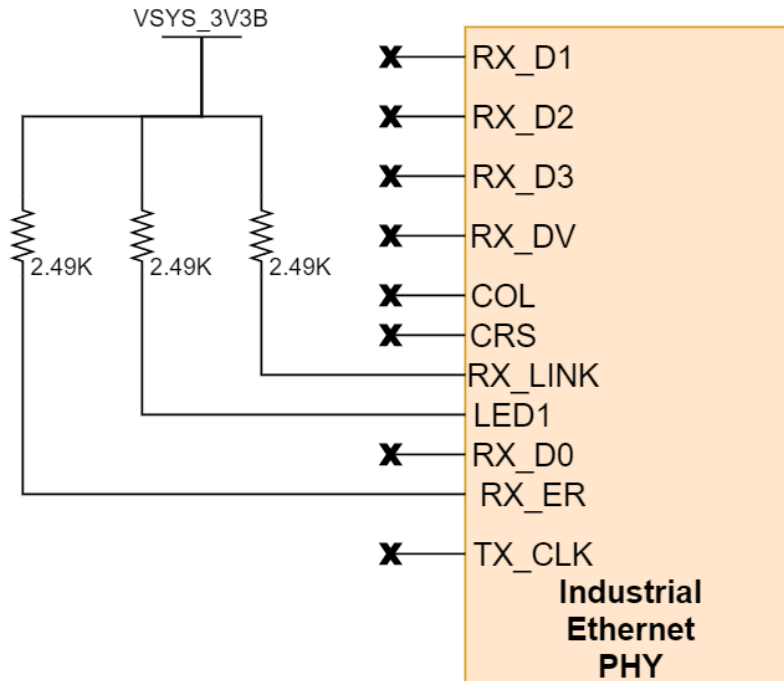 VSYS_3V3B
RX_D1
RX_D2
RX_D3
RX_DV
2.49K
2.49K
2.49K
COL
CRS
RX_LINK
LED1
RX_D0
RX_ER
TX_CLK
Industrial
Ethernet
PHY